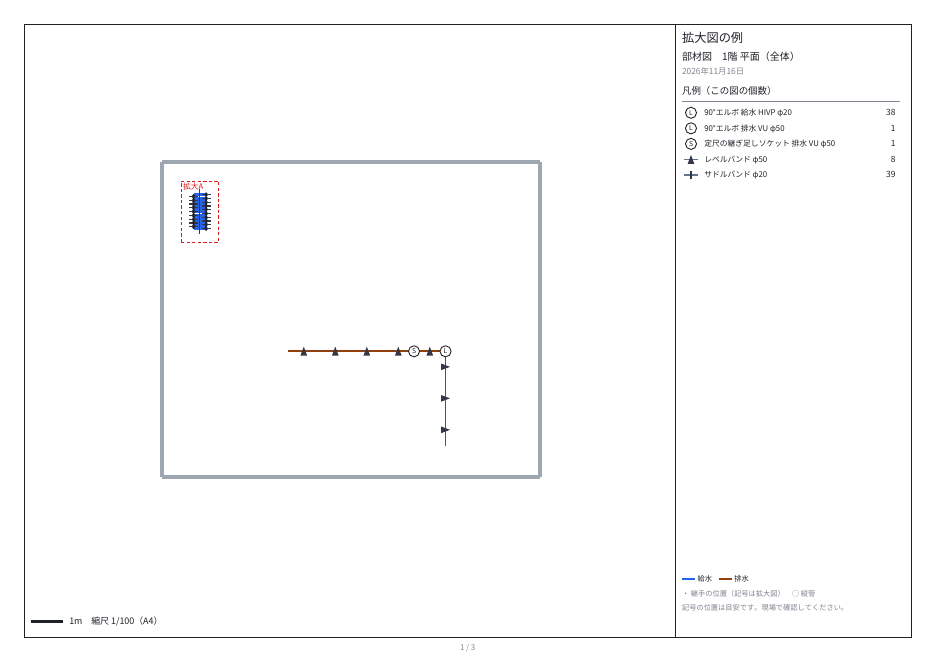 拡大図の例
部材図　1階 平面（全体）
2026年11月16日
凡例（この図の個数）
L 90°エルボ 給水 HIVP φ20 38
L 90°エルボ 排水 VU φ50 1
S 定尺の継ぎ足しソケット 排水 VU φ50 1
レベルバンド φ50 8
サドルバンド φ20 39
拡大A
S L
給水 排水
・ 継手の位置（記号は拡大図） 〇 縦管
記号の位置は目安です。現場で確認してください。
1m 縮尺 1/100（A4）
1 / 3